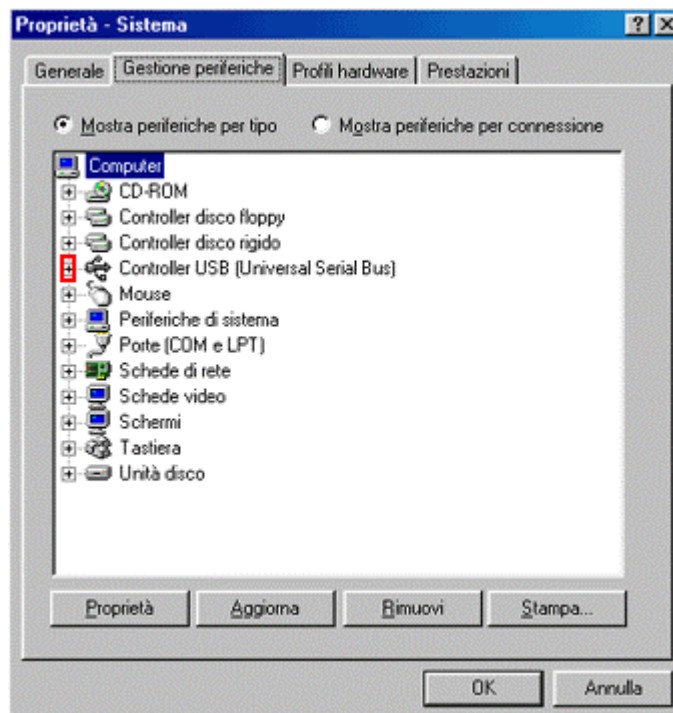 Proprietà - Sistema
Generale Gestione periferiche Profili hardware Prestazioni
Mostra periferiche per tipo Mostra periferiche per connessione
Computer
CD-ROM
Controller disco floppy
Controller disco rigido
Controller USB (Universal Serial Bus)
Mouse
Periferiche di sistema
Porte (COM e LPT)
Schede di rete
Schede video
Schermi
Tastiera
Unità disco
Proprietà Aggiorna Rimuovi Stampa...
OK Annulla